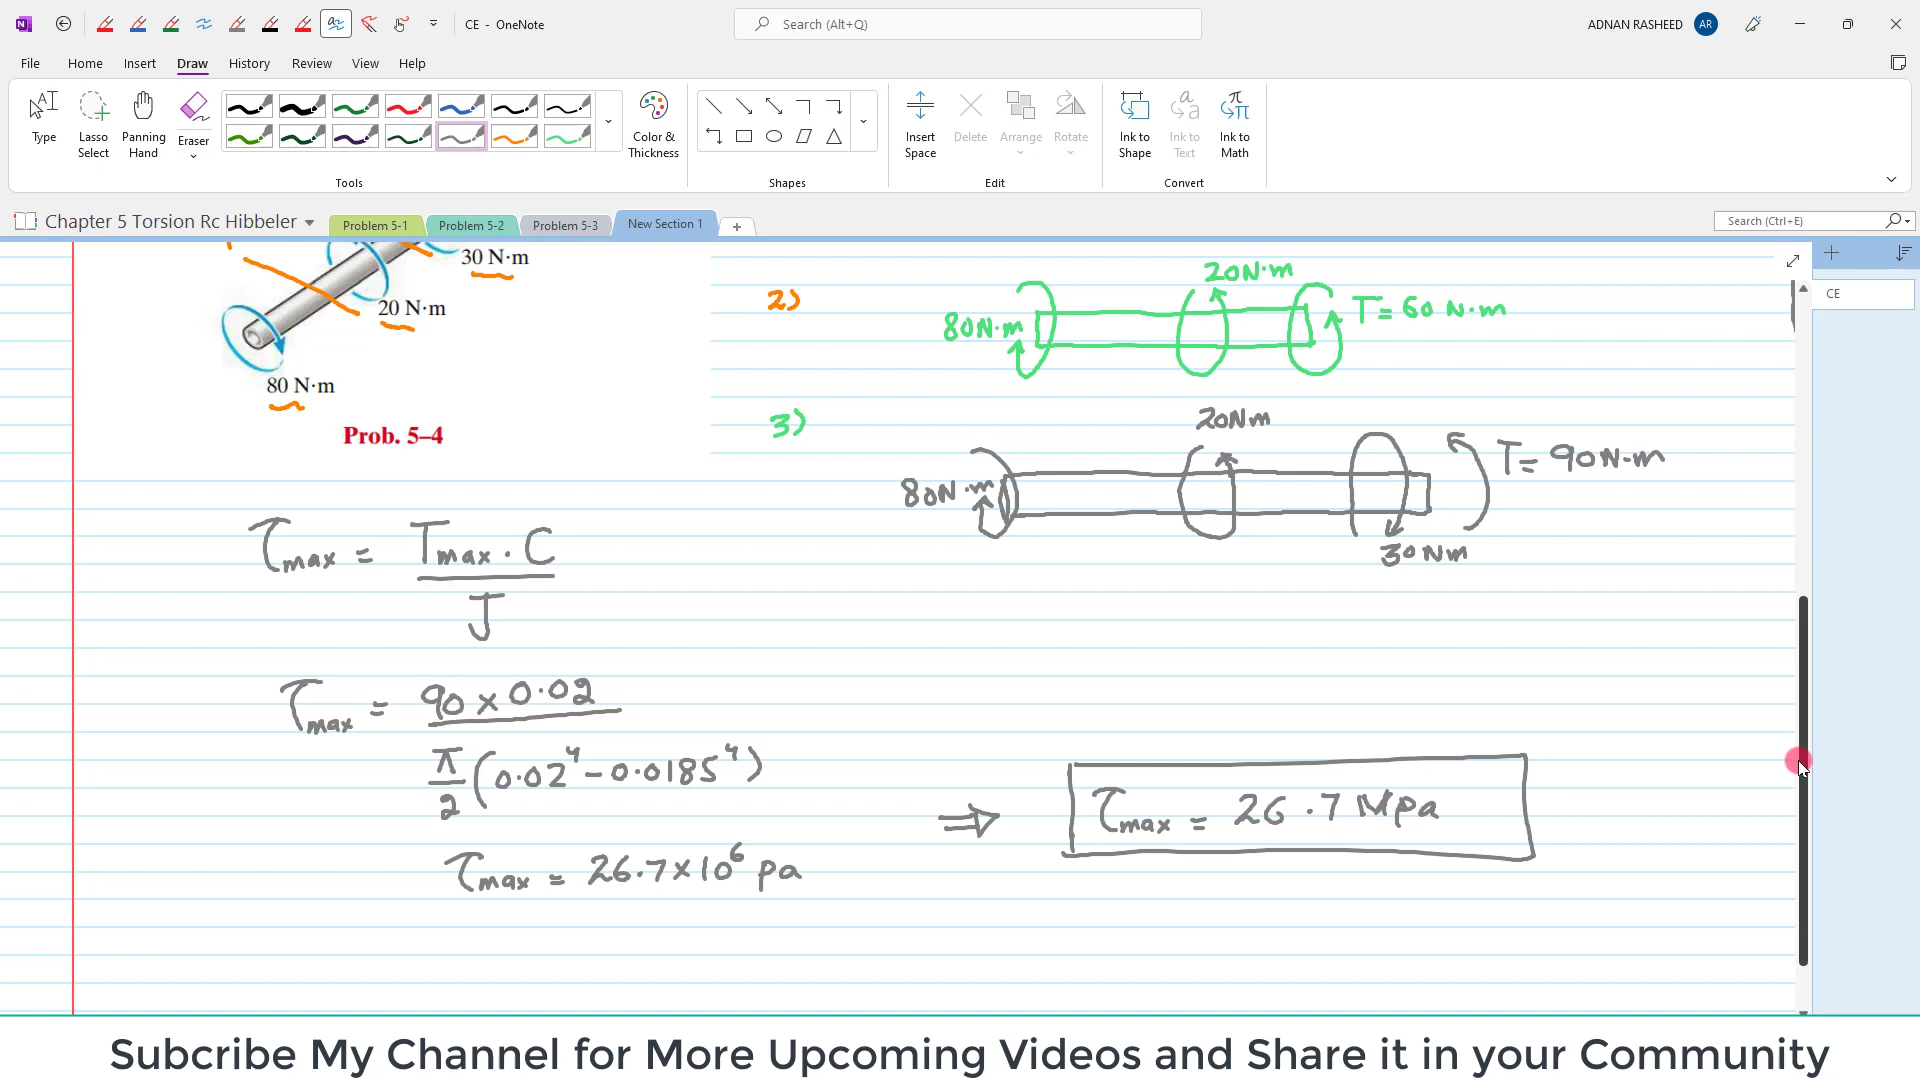 CE - OneNote
Search (Alt+Q)
ADNAN RASHEED
AR
File Home Insert Draw History Review View Help
Type
Lasso Select
Panning Hand
Eraser
Color & Thickness
Insert Space
Delete
Arrange
Rotate
Ink to Shape
Ink to Text
Ink to Math
Tools
Shapes
Edit
Convert
Chapter 5 Torsion Rc Hibbeler
Problem 5-1
Problem 5-2
Problem 5-3
New Section 1
Search (Ctrl+E)
CE
30 N·m
20 N·m
80 N·m
Prob. 5–4
2)
80N·m
20N·m
T = 60 N·m
3)
80N·m
20Nm
30Nm
T = 90N·m
τmax = Tmax . C
J
τmax = 90 × 0.02
π/2 (0.02⁴ - 0.0185⁴)
τmax = 26.7×10⁶ pa
⇒ τmax = 26.7 Mpa
Subcribe My Channel for More Upcoming Videos and Share it in your Community